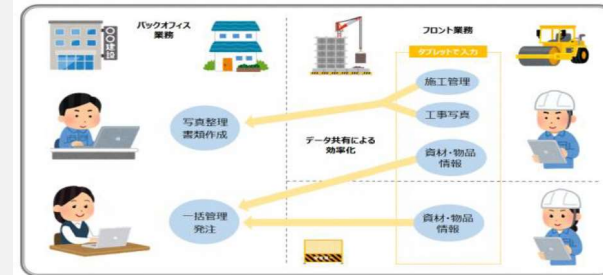 バックオフィス
業務
〇〇建設
フロント業務
タブレットで入力
施工管理
工事写真
写真整理
書類作成
データ共有による
効率化
資材・物品
情報
一括管理
発注
資材・物品
情報